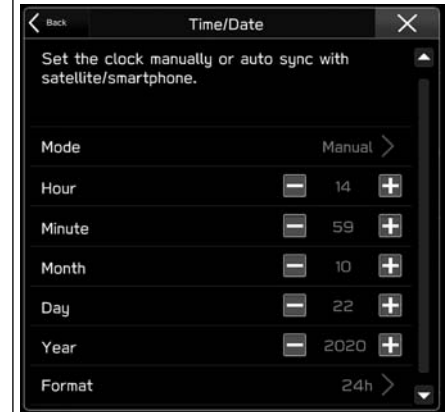 Back
Time/Date
Set the clock manually or auto sync with
satellite/smartphone.
Mode Manual
Hour 14
Minute 59
Month 10
Day 22
Year 2020
Format 24h